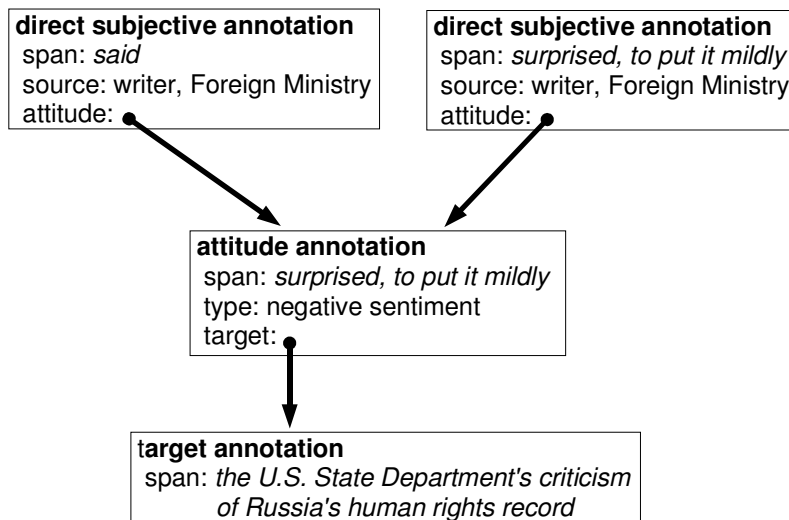 direct subjective annotation
span: said
source: writer, Foreign Ministry
attitude:
direct subjective annotation
span: surprised, to put it mildly
source: writer, Foreign Ministry
attitude:
attitude annotation
span: surprised, to put it mildly
type: negative sentiment
target:
target annotation
span: the U.S. State Department's criticism
of Russia's human rights record